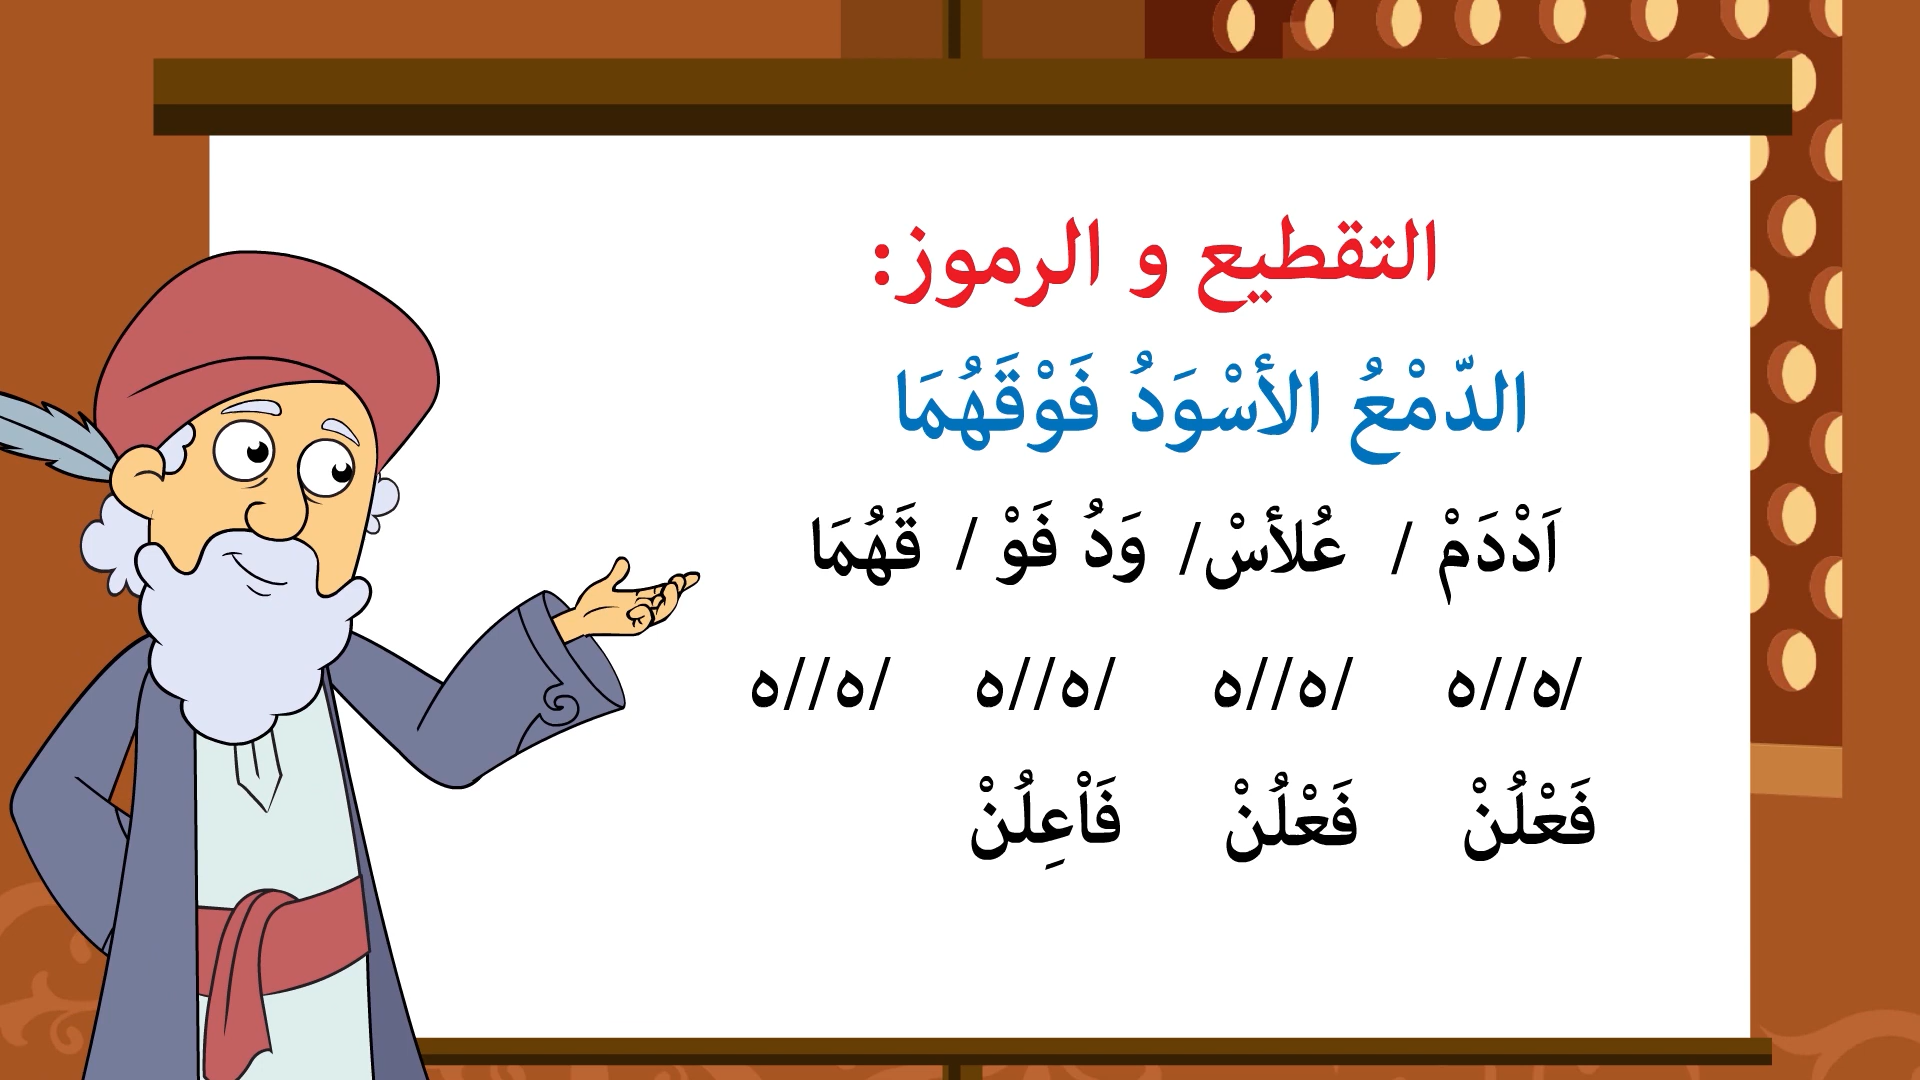 التقطيع و الرموز:
الدّمْعُ الأسْوَدُ فَوْقَهُمَا
اَدْدَمْ / عُلأسْ/ وَدُ فَوْ / قَهُمَا
/ه//ه /ه//ه /ه//ه /ه//ه
فَعْلُنْ فَعْلُنْ فَاْعِلُنْ